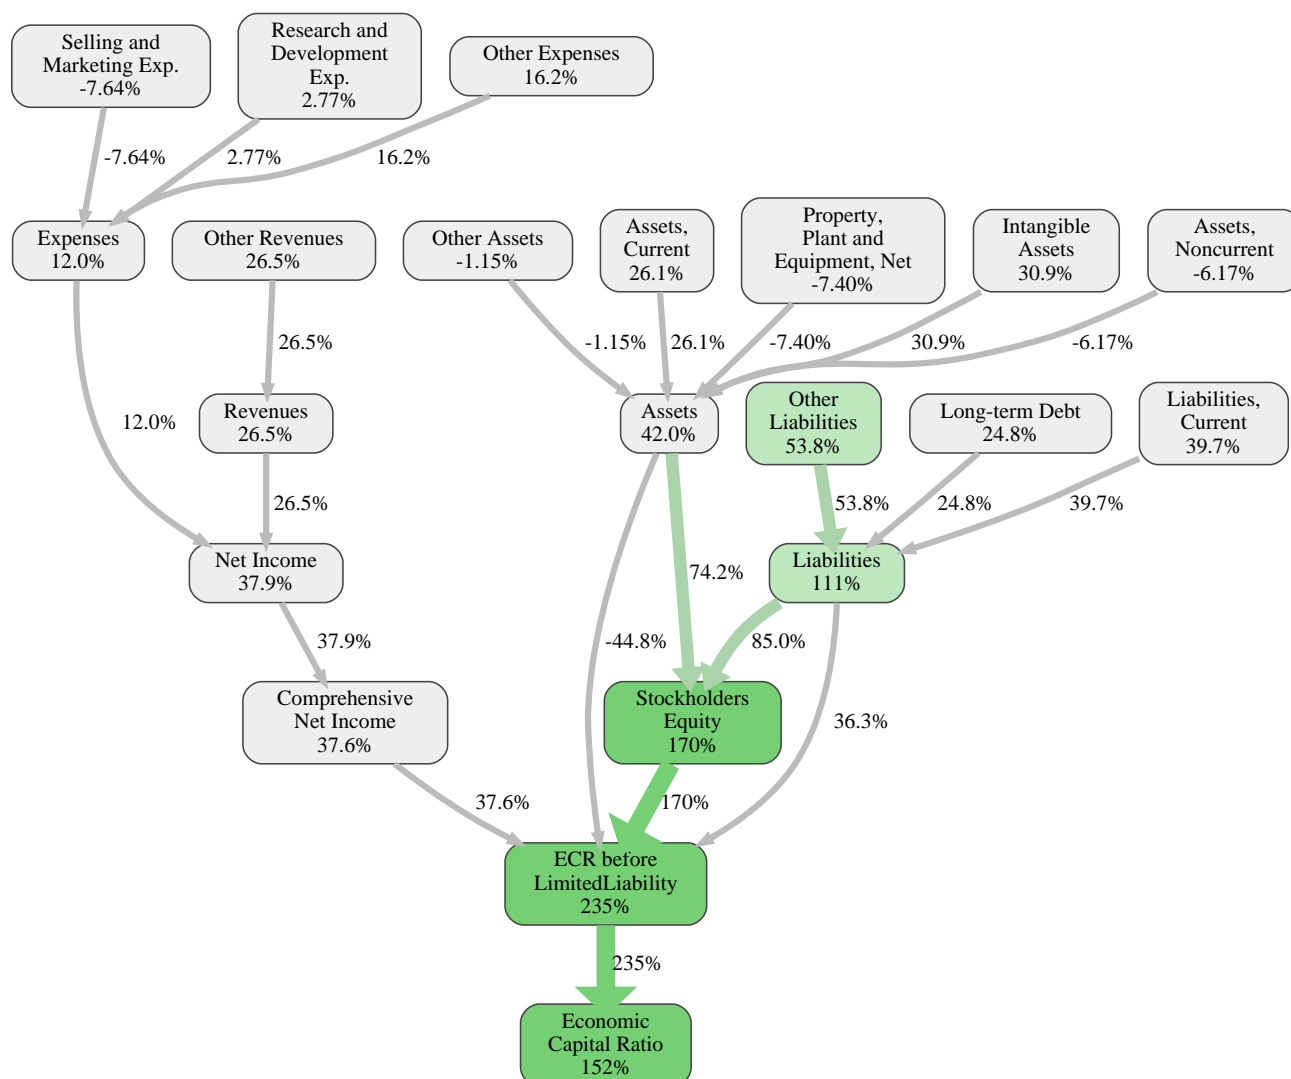 Selling and
Marketing Exp.
-7.64%
Research and
Development
Exp.
2.77%
Other Expenses
16.2%
-7.64%
2.77%
16.2%
Expenses
12.0%
Other Revenues
26.5%
Other Assets
-1.15%
Assets,
Current
26.1%
Property,
Plant and
Equipment, Net
-7.40%
Intangible
Assets
30.9%
Assets,
Noncurrent
-6.17%
26.5%
-1.15%
26.1%
-7.40%
30.9%
-6.17%
12.0%
Revenues
26.5%
Assets
42.0%
Other
Liabilities
53.8%
Long-term Debt
24.8%
Liabilities,
Current
39.7%
26.5%
53.8%
24.8%
39.7%
Net Income
37.9%
74.2%
Liabilities
111%
37.9%
-44.8%
85.0%
Comprehensive
Net Income
37.6%
Stockholders
Equity
170%
36.3%
37.6%
170%
ECR before
LimitedLiability
235%
235%
Economic
Capital Ratio
152%